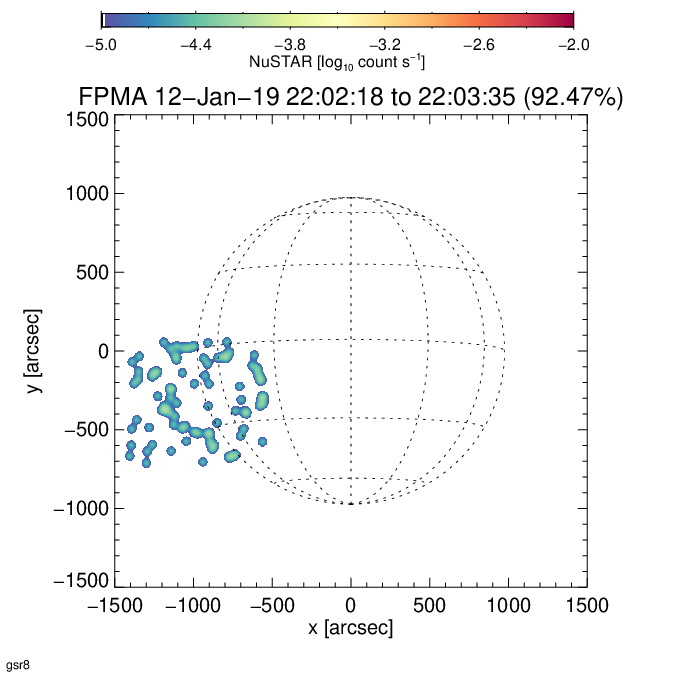 −5.0 −4.4 −3.8 −3.2 −2.6 −2.0
NuSTAR [log₁₀ count s⁻¹]
FPMA 12−Jan−19 22:02:18 to 22:03:35 (92.47%)
1500
1000
500
0
−500
−1000
−1500
y [arcsec]
−1500 −1000 −500 0 500 1000 1500
x [arcsec]
gsr8